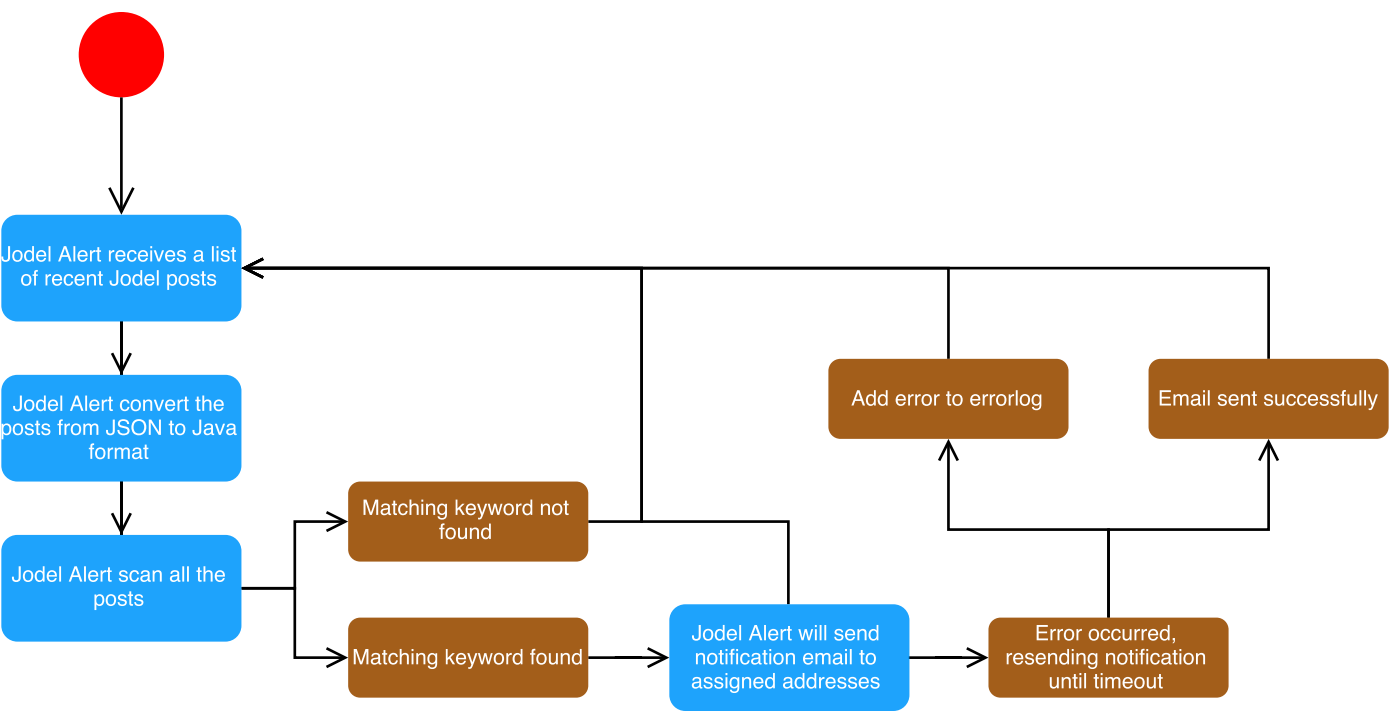 Jodel Alert receives a list
of recent Jodel posts
Jodel Alert convert the
posts from JSON to Java
format
Jodel Alert scan all the
posts
Matching keyword not
found
Matching keyword found
Jodel Alert will send
notification email to
assigned addresses
Error occurred,
resending notification
until timeout
Add error to errorlog
Email sent successfully